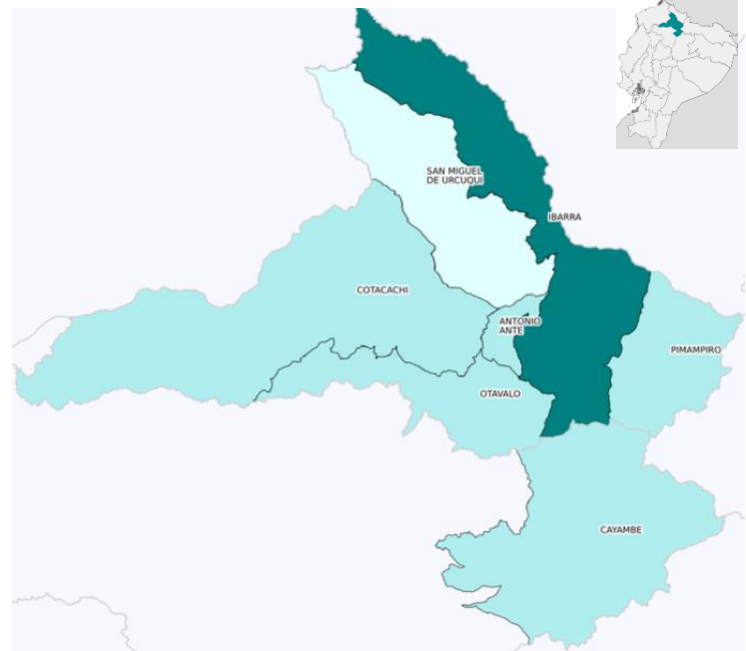 SAN MIGUEL
DE URCUQUI
IBARRA
COTACACHI
ANTONIO
ANTE
PIMAMPIRO
OTAVALO
CAYAMBE